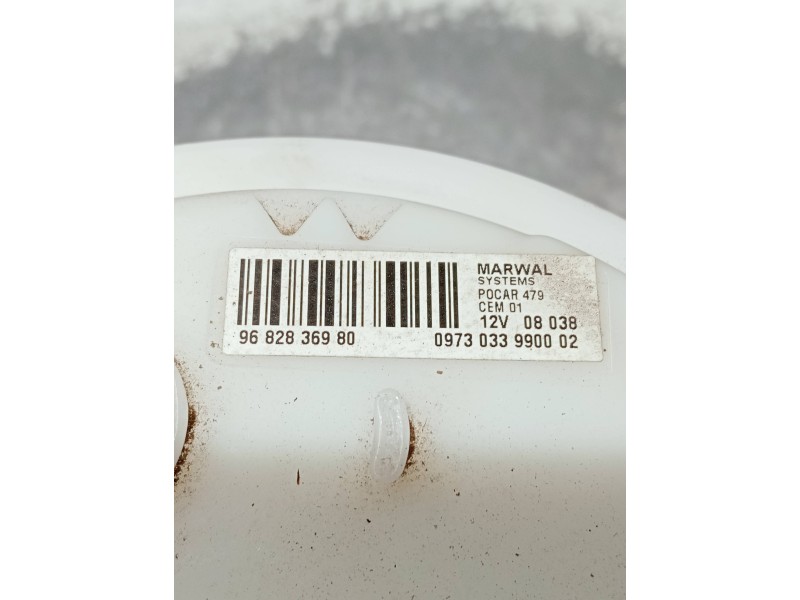 MARWAL
SYSTEMS
POCAR 479
CEM 01
12V 08 038
96 828 369 80
0973 033 9900 02